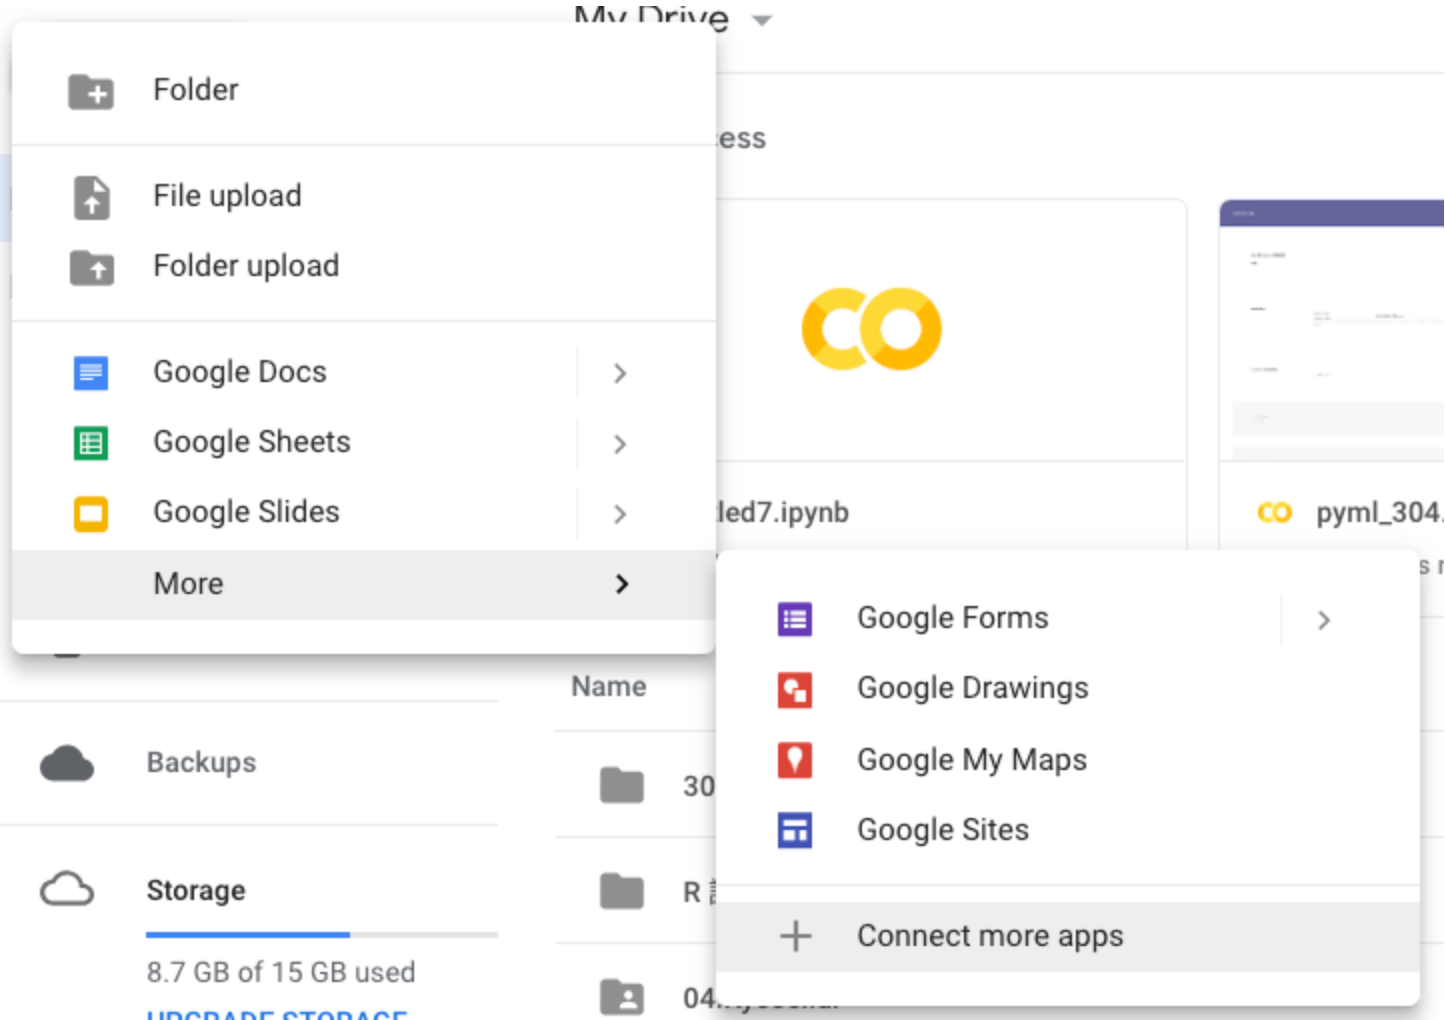 My Drive
Folder
File upload
Folder upload
Google Docs
Google Sheets
Google Slides
More
Google Forms
Google Drawings
Google My Maps
Google Sites
Connect more apps
led7.ipynb
pyml_304.
Name
30
R
04.
Backups
Storage
8.7 GB of 15 GB used
UPGRADE STORAGE